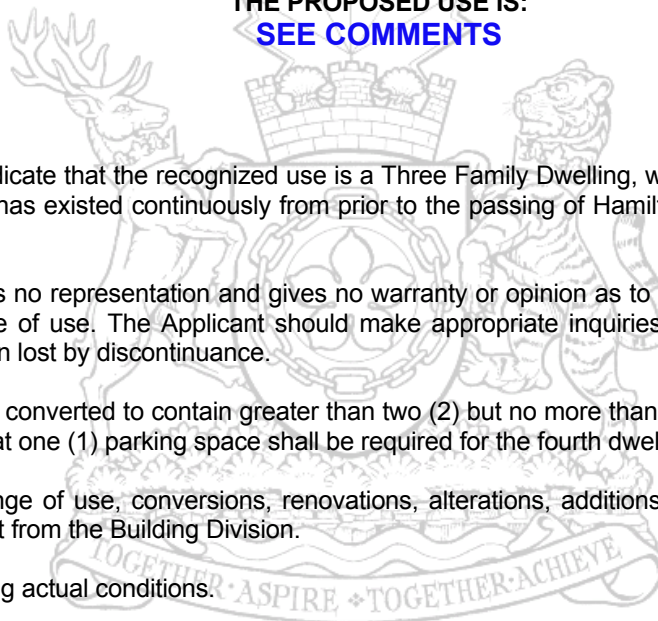 THE PROPOSED USE IS:
SEE COMMENTS
dicate that the recognized use is a Three Family Dwelling, w
has existed continuously from prior to the passing of Hamilt
s no representation and gives no warranty or opinion as to
e of use. The Applicant should make appropriate inquiries
n lost by discontinuance.
converted to contain greater than two (2) but no more than
at one (1) parking space shall be required for the fourth dwel
nge of use, conversions, renovations, alterations, additions
t from the Building Division.
g actual conditions.
TOGETHER·ASPIRE TOGETHER·ACHIEVE